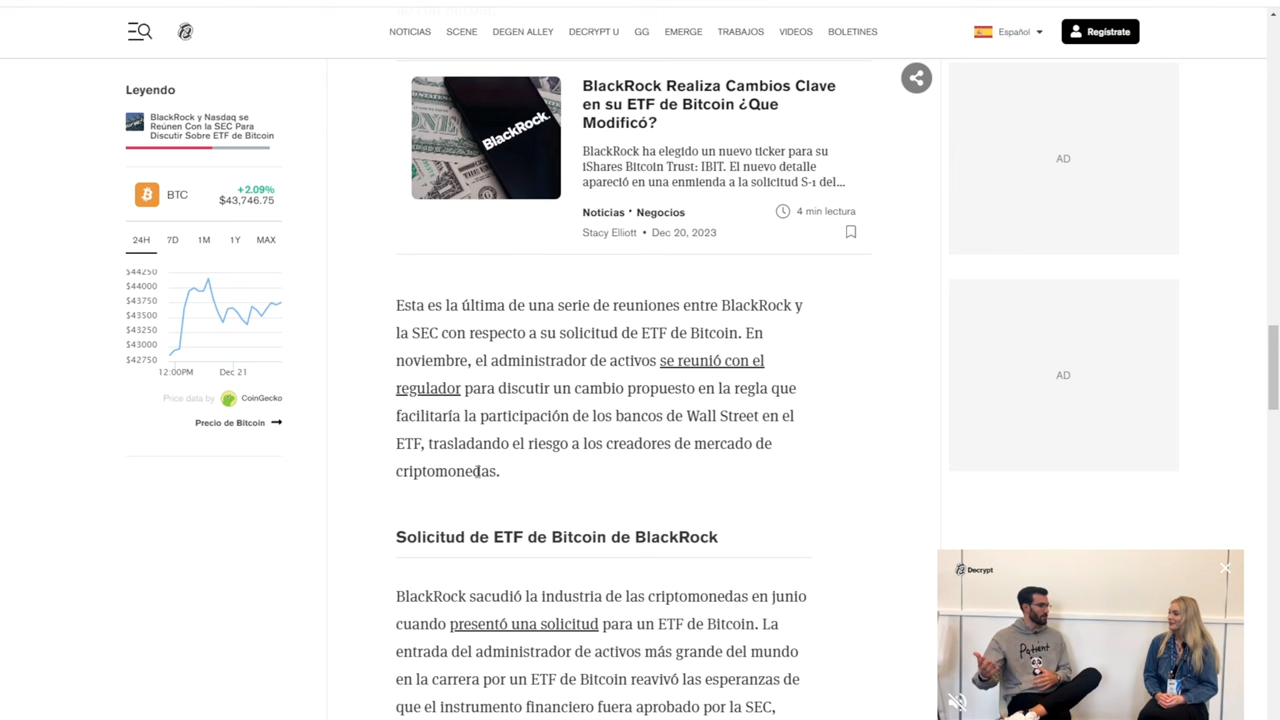 NOTICIAS SCENE DEGEN ALLEY DECRYPT U GG EMERGE TRABAJOS VIDEOS BOLETINES
Español
Regístrate
Leyendo
BlackRock y Nasdaq se
Reúnen Con la SEC Para
Discutir Sobre ETF de Bitcoin
BTC
+2.09%
$43,746.75
24H 7D 1M 1Y MAX
$44250
$44000
$43750
$43500
$43250
$43000
$42750
12:00PM Dec 21
Price data by CoinGecko
Precio de Bitcoin
BlackRock.
BlackRock Realiza Cambios Clave
en su ETF de Bitcoin ¿Que
Modificó?
BlackRock ha elegido un nuevo ticker para su
iShares Bitcoin Trust: IBIT. El nuevo detalle
apareció en una enmienda a la solicitud S-1 del...
Noticias • Negocios
4 min lectura
Stacy Elliott • Dec 20, 2023
Esta es la última de una serie de reuniones entre BlackRock y
la SEC con respecto a su solicitud de ETF de Bitcoin. En
noviembre, el administrador de activos se reunió con el
regulador para discutir un cambio propuesto en la regla que
facilitaría la participación de los bancos de Wall Street en el
ETF, trasladando el riesgo a los creadores de mercado de
criptomonedas.
Solicitud de ETF de Bitcoin de BlackRock
BlackRock sacudió la industria de las criptomonedas en junio
cuando presentó una solicitud para un ETF de Bitcoin. La
entrada del administrador de activos más grande del mundo
en la carrera por un ETF de Bitcoin reavivó las esperanzas de
que el instrumento financiero fuera aprobado por la SEC,
AD
AD
Decrypt
Patient